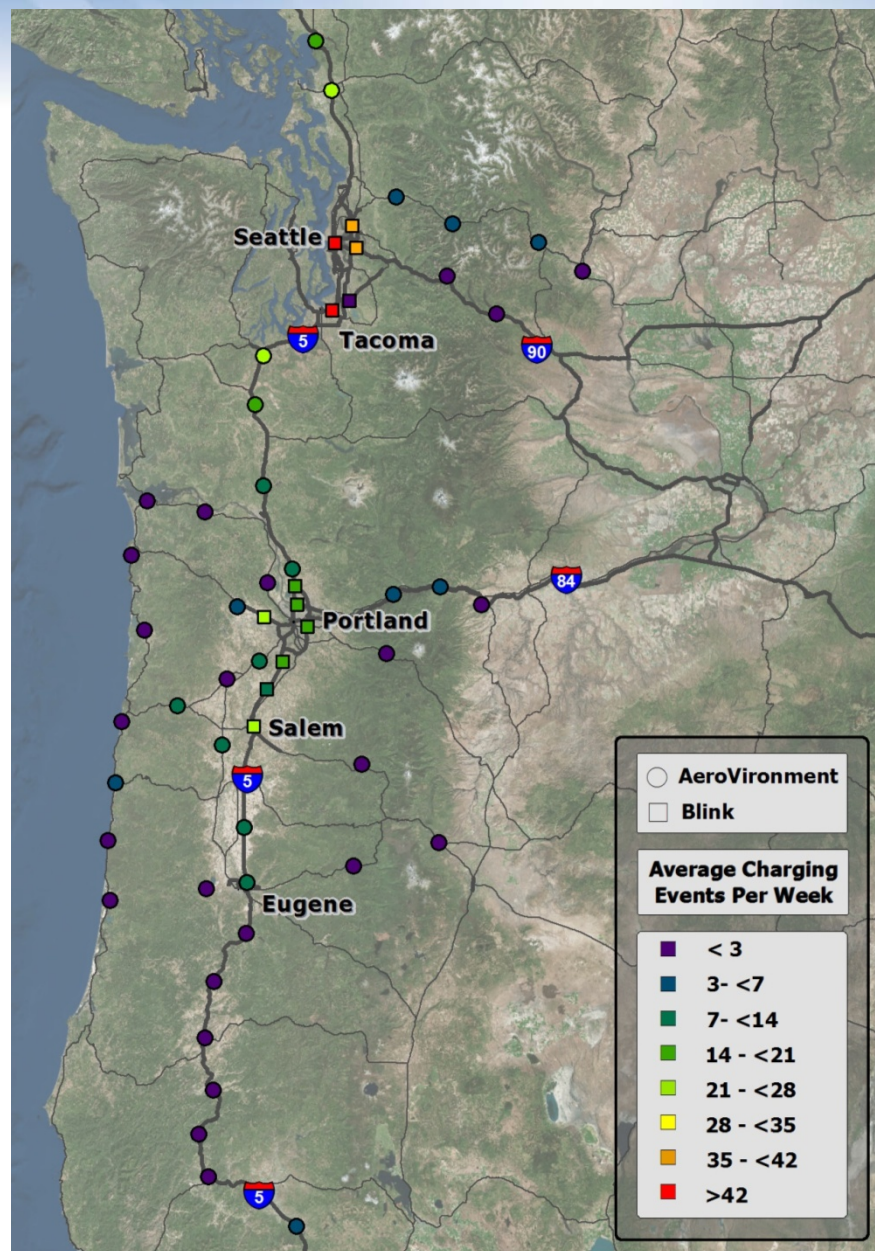 Seattle
5
Tacoma
90
84
Portland
Salem
5
Eugene
5
AeroVironment
Blink
Average Charging
Events Per Week
< 3
3- <7
7- <14
14 - <21
21 - <28
28 - <35
35 - <42
>42